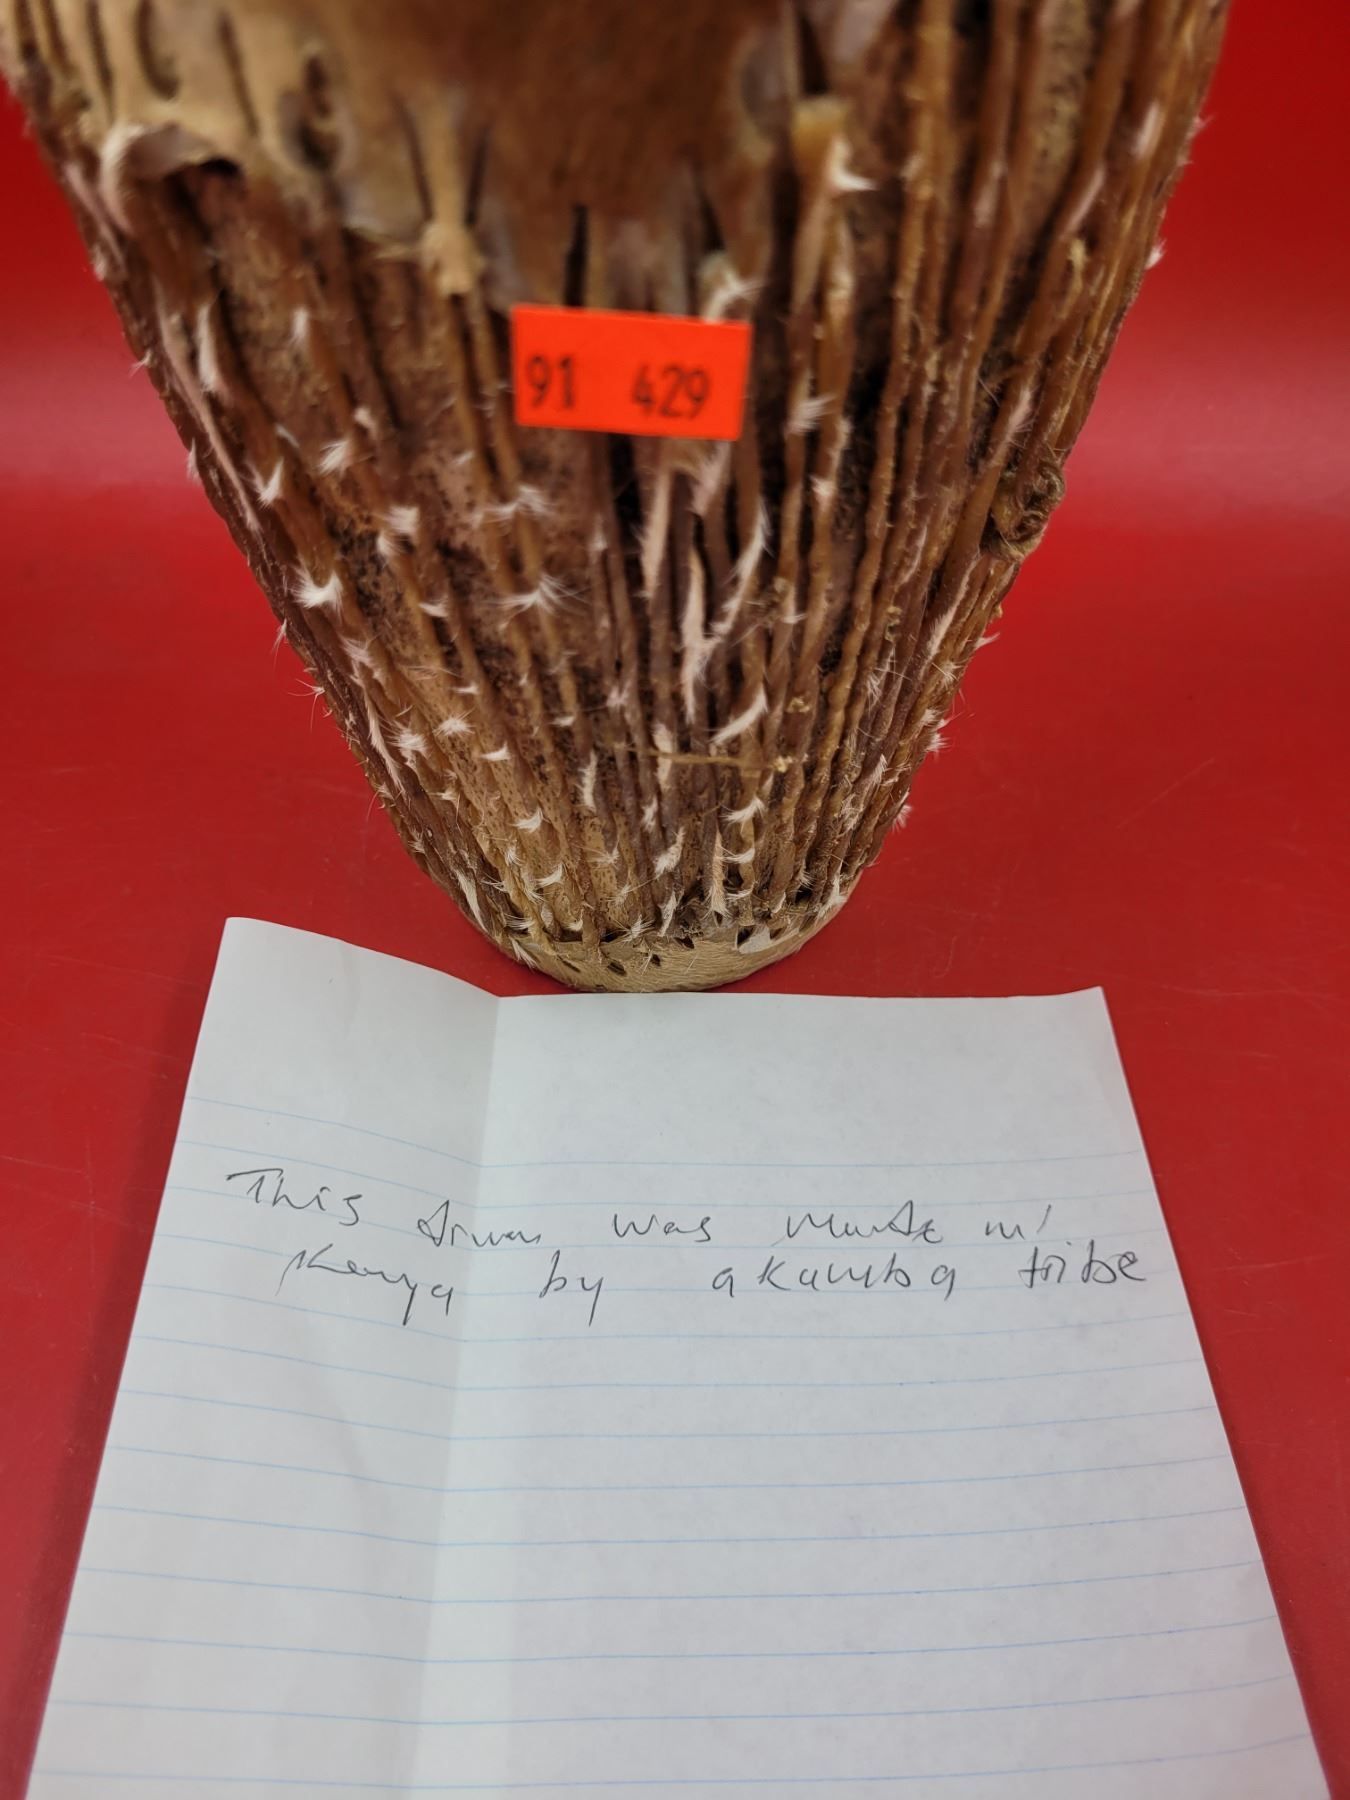 91 429
This drum was made in
Kenya by akamba tribe